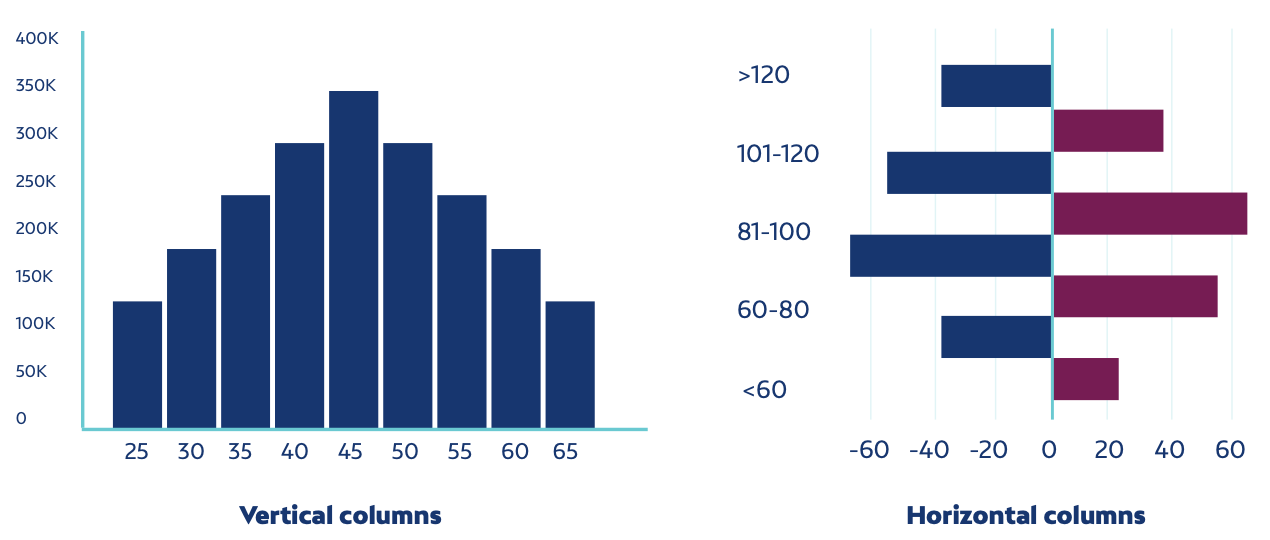 400K
350K
300K
250K
200K
150K
100K
50K
0
25 30 35 40 45 50 55 60 65
Vertical columns
>120
101-120
81-100
60-80
<60
-60 -40 -20 0 20 40 60
Horizontal columns